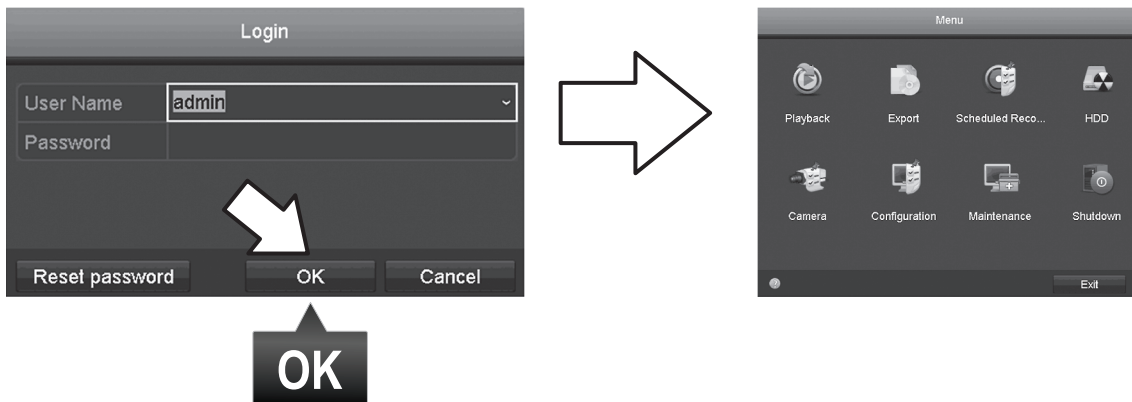 Login
User Name admin
Password
Reset password OK Cancel
OK
Menu
Playback Export Scheduled Reco... HDD
Camera Configuration Maintenance Shutdown
Exit